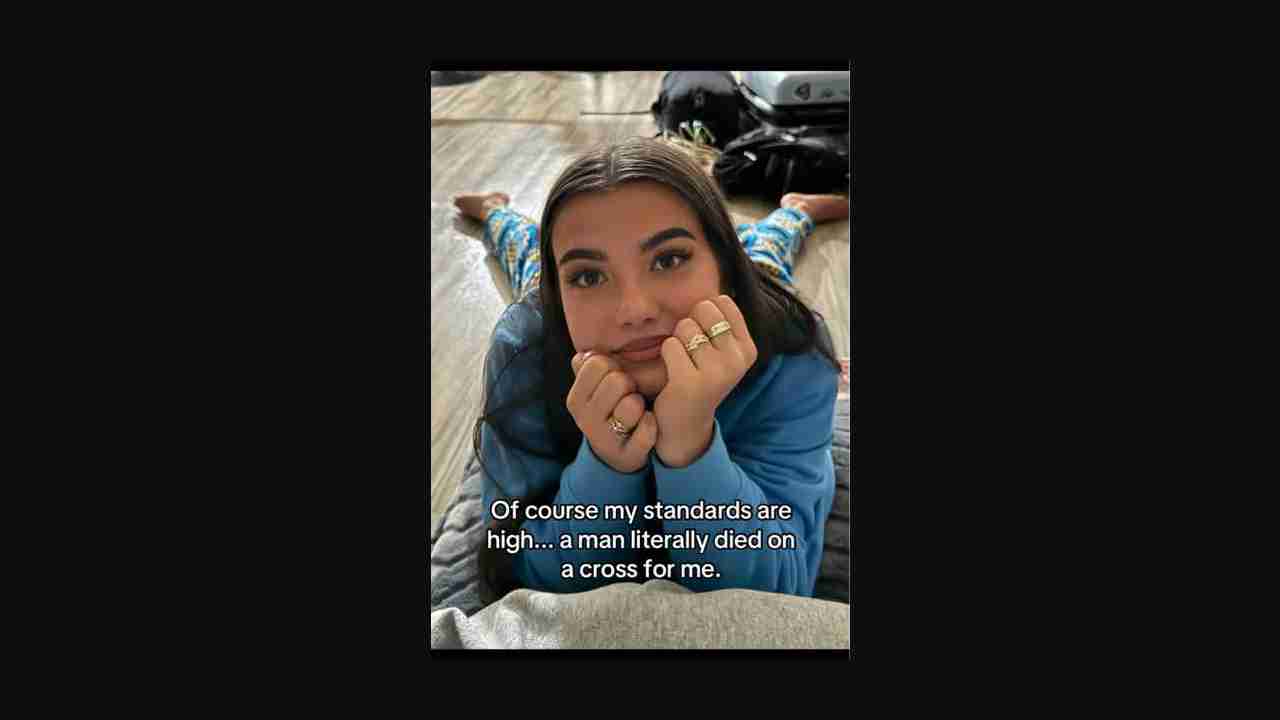 Of course my standards are
high... a man literally died on
a cross for me.